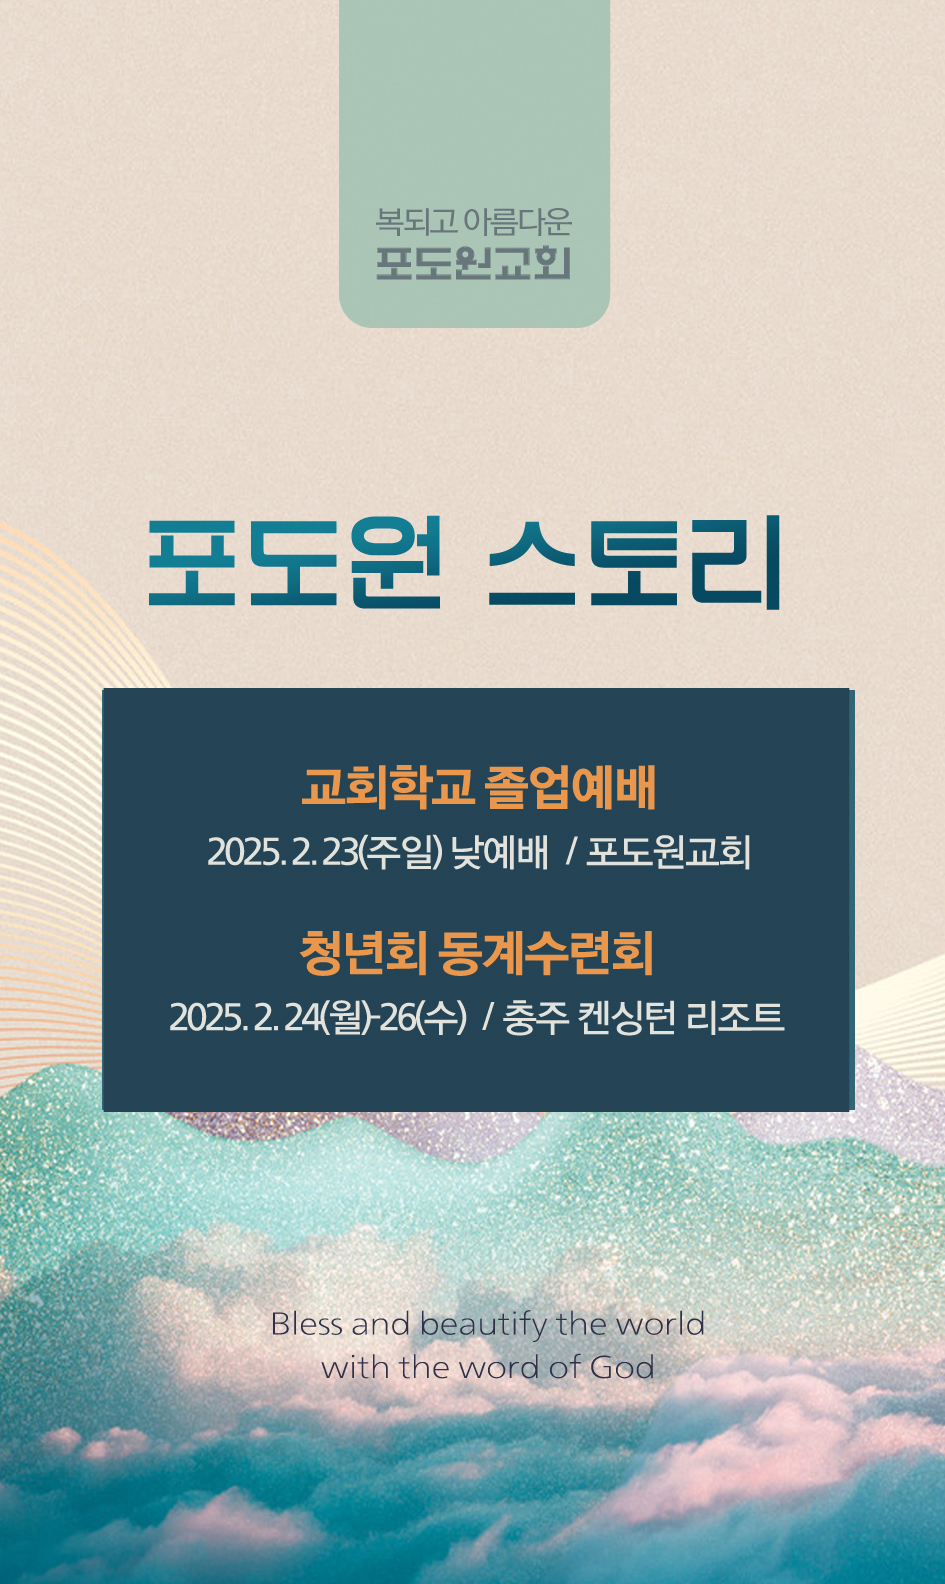 복되고 아름다운
포도원교회
포도원 스토리
교회학교 졸업예배
2025. 2. 23(주일) 낮예배 / 포도원교회
청년회 동계수련회
2025. 2. 24(월)-26(수) / 충주 켄싱턴 리조트
Bless and beautify the world
with the word of God